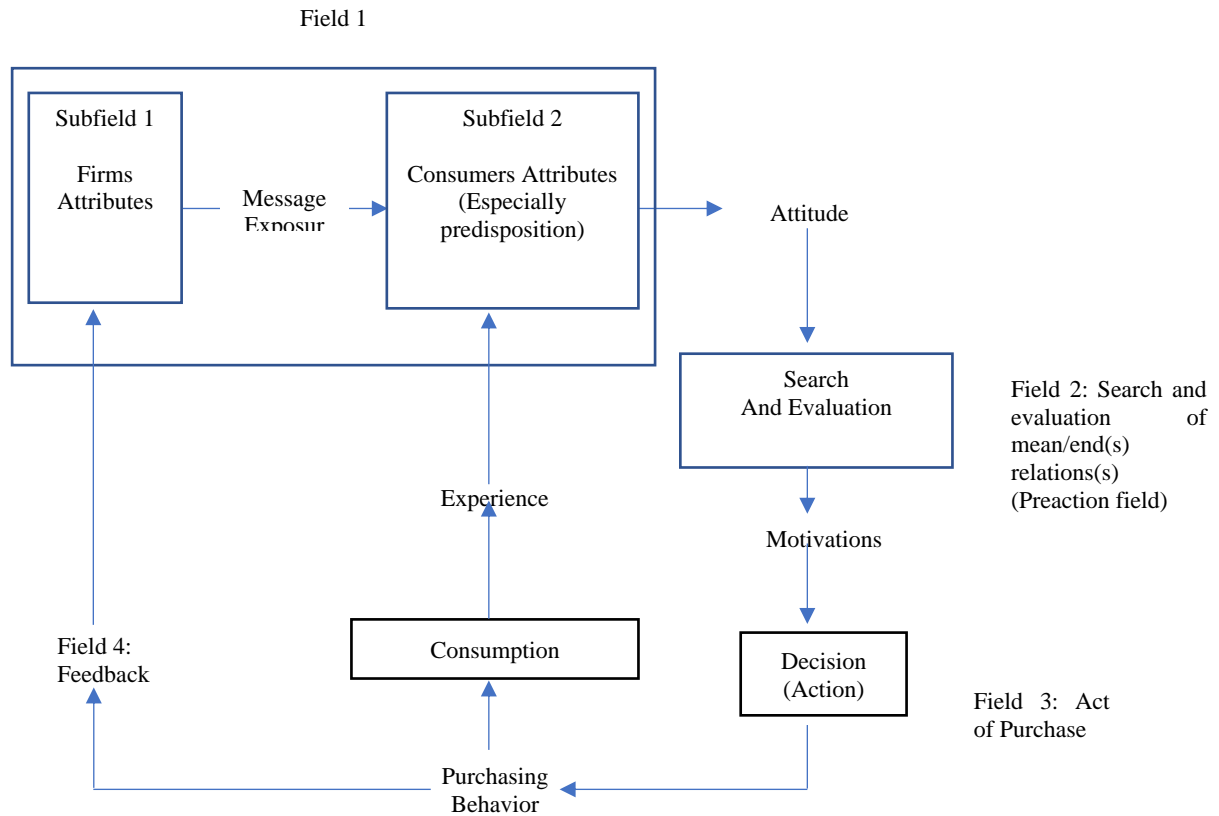 Field 1
Subfield 1
Firms
Attributes
Message
Exposur
Subfield 2
Consumers Attributes
(Especially
predisposition)
Attitude
Search
And Evaluation
Field 2: Search and
evaluation of
mean/end(s)
relations(s)
(Preaction field)
Experience
Motivations
Field 4:
Feedback
Consumption
Decision
(Action)
Field 3: Act
of Purchase
Purchasing
Behavior